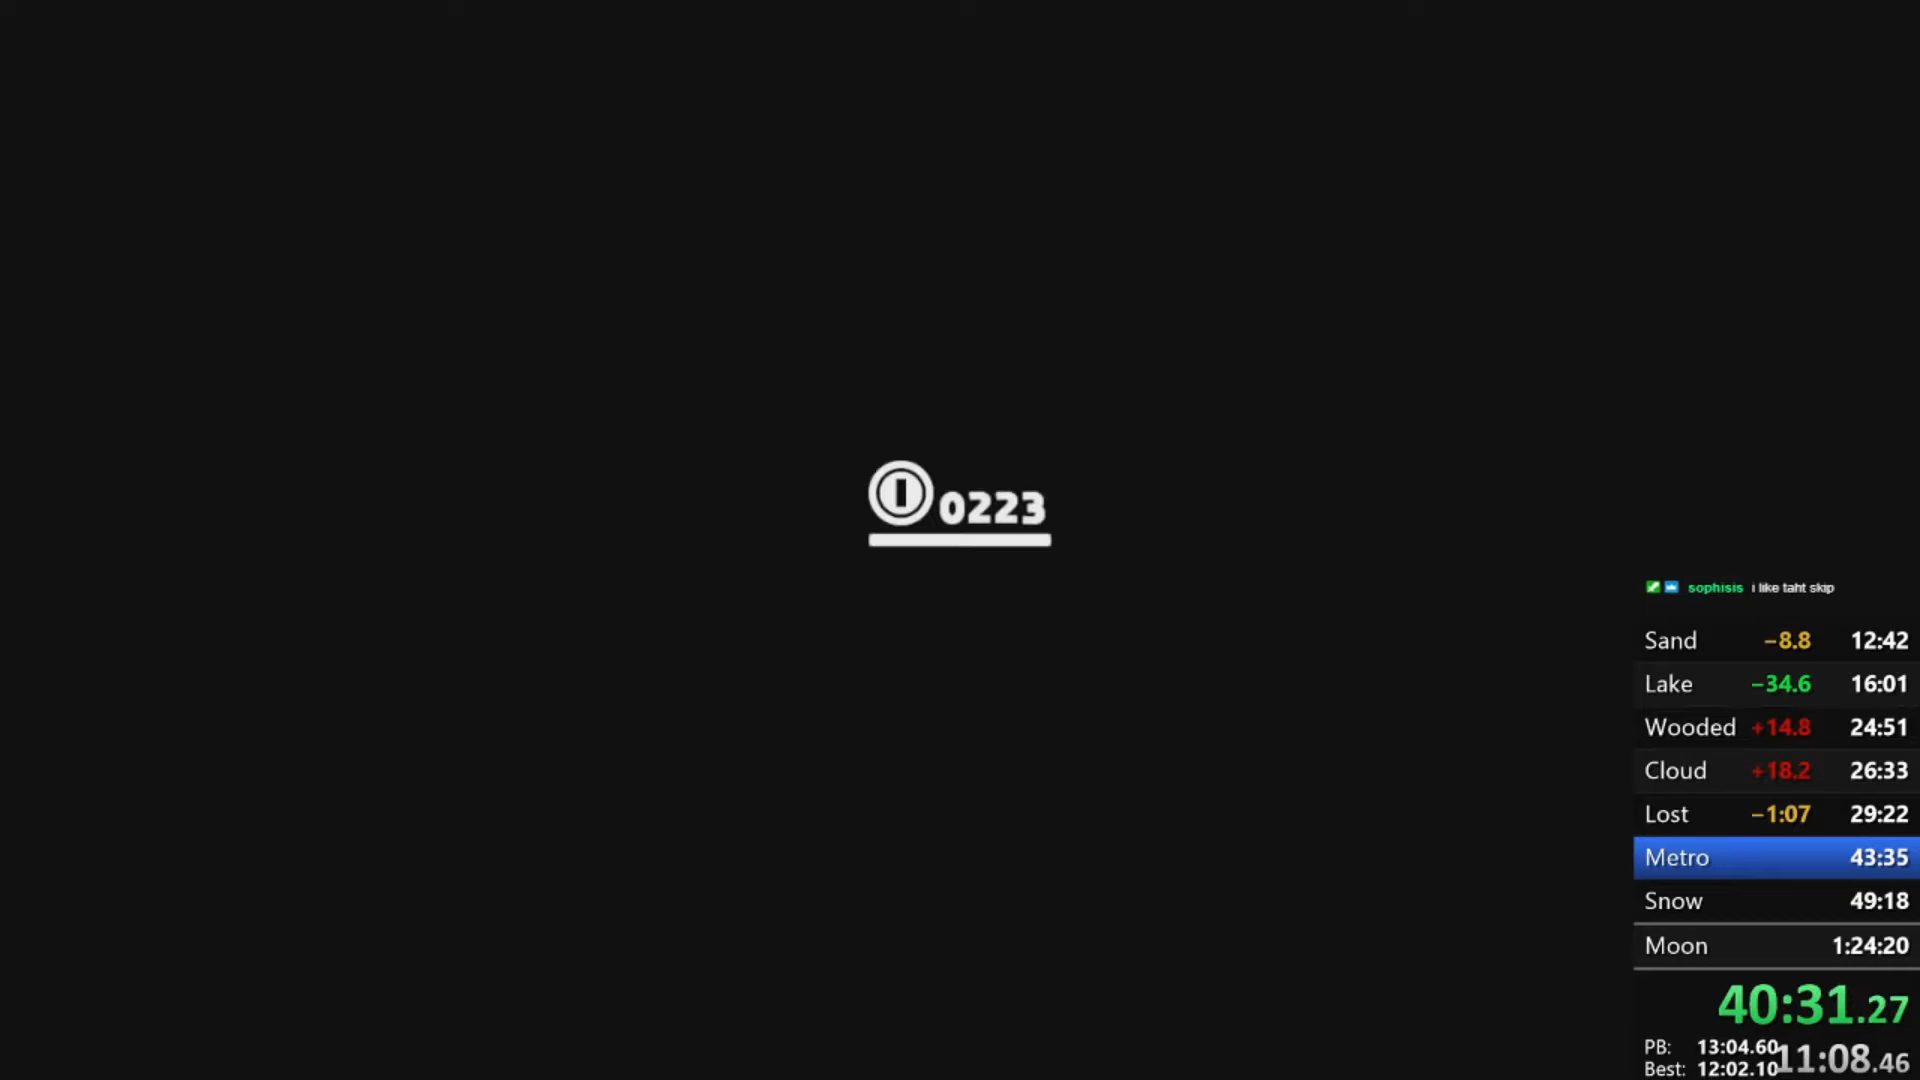 0223
sophisis i like taht skip
Sand −8.8 12:42
Lake −34.6 16:01
Wooded +14.8 24:51
Cloud +18.2 26:33
Lost −1:07 29:22
Metro 43:35
Snow 49:18
Moon 1:24:20
40:31.27
PB: 13:04.60
Best: 12:02.10
11:08.46